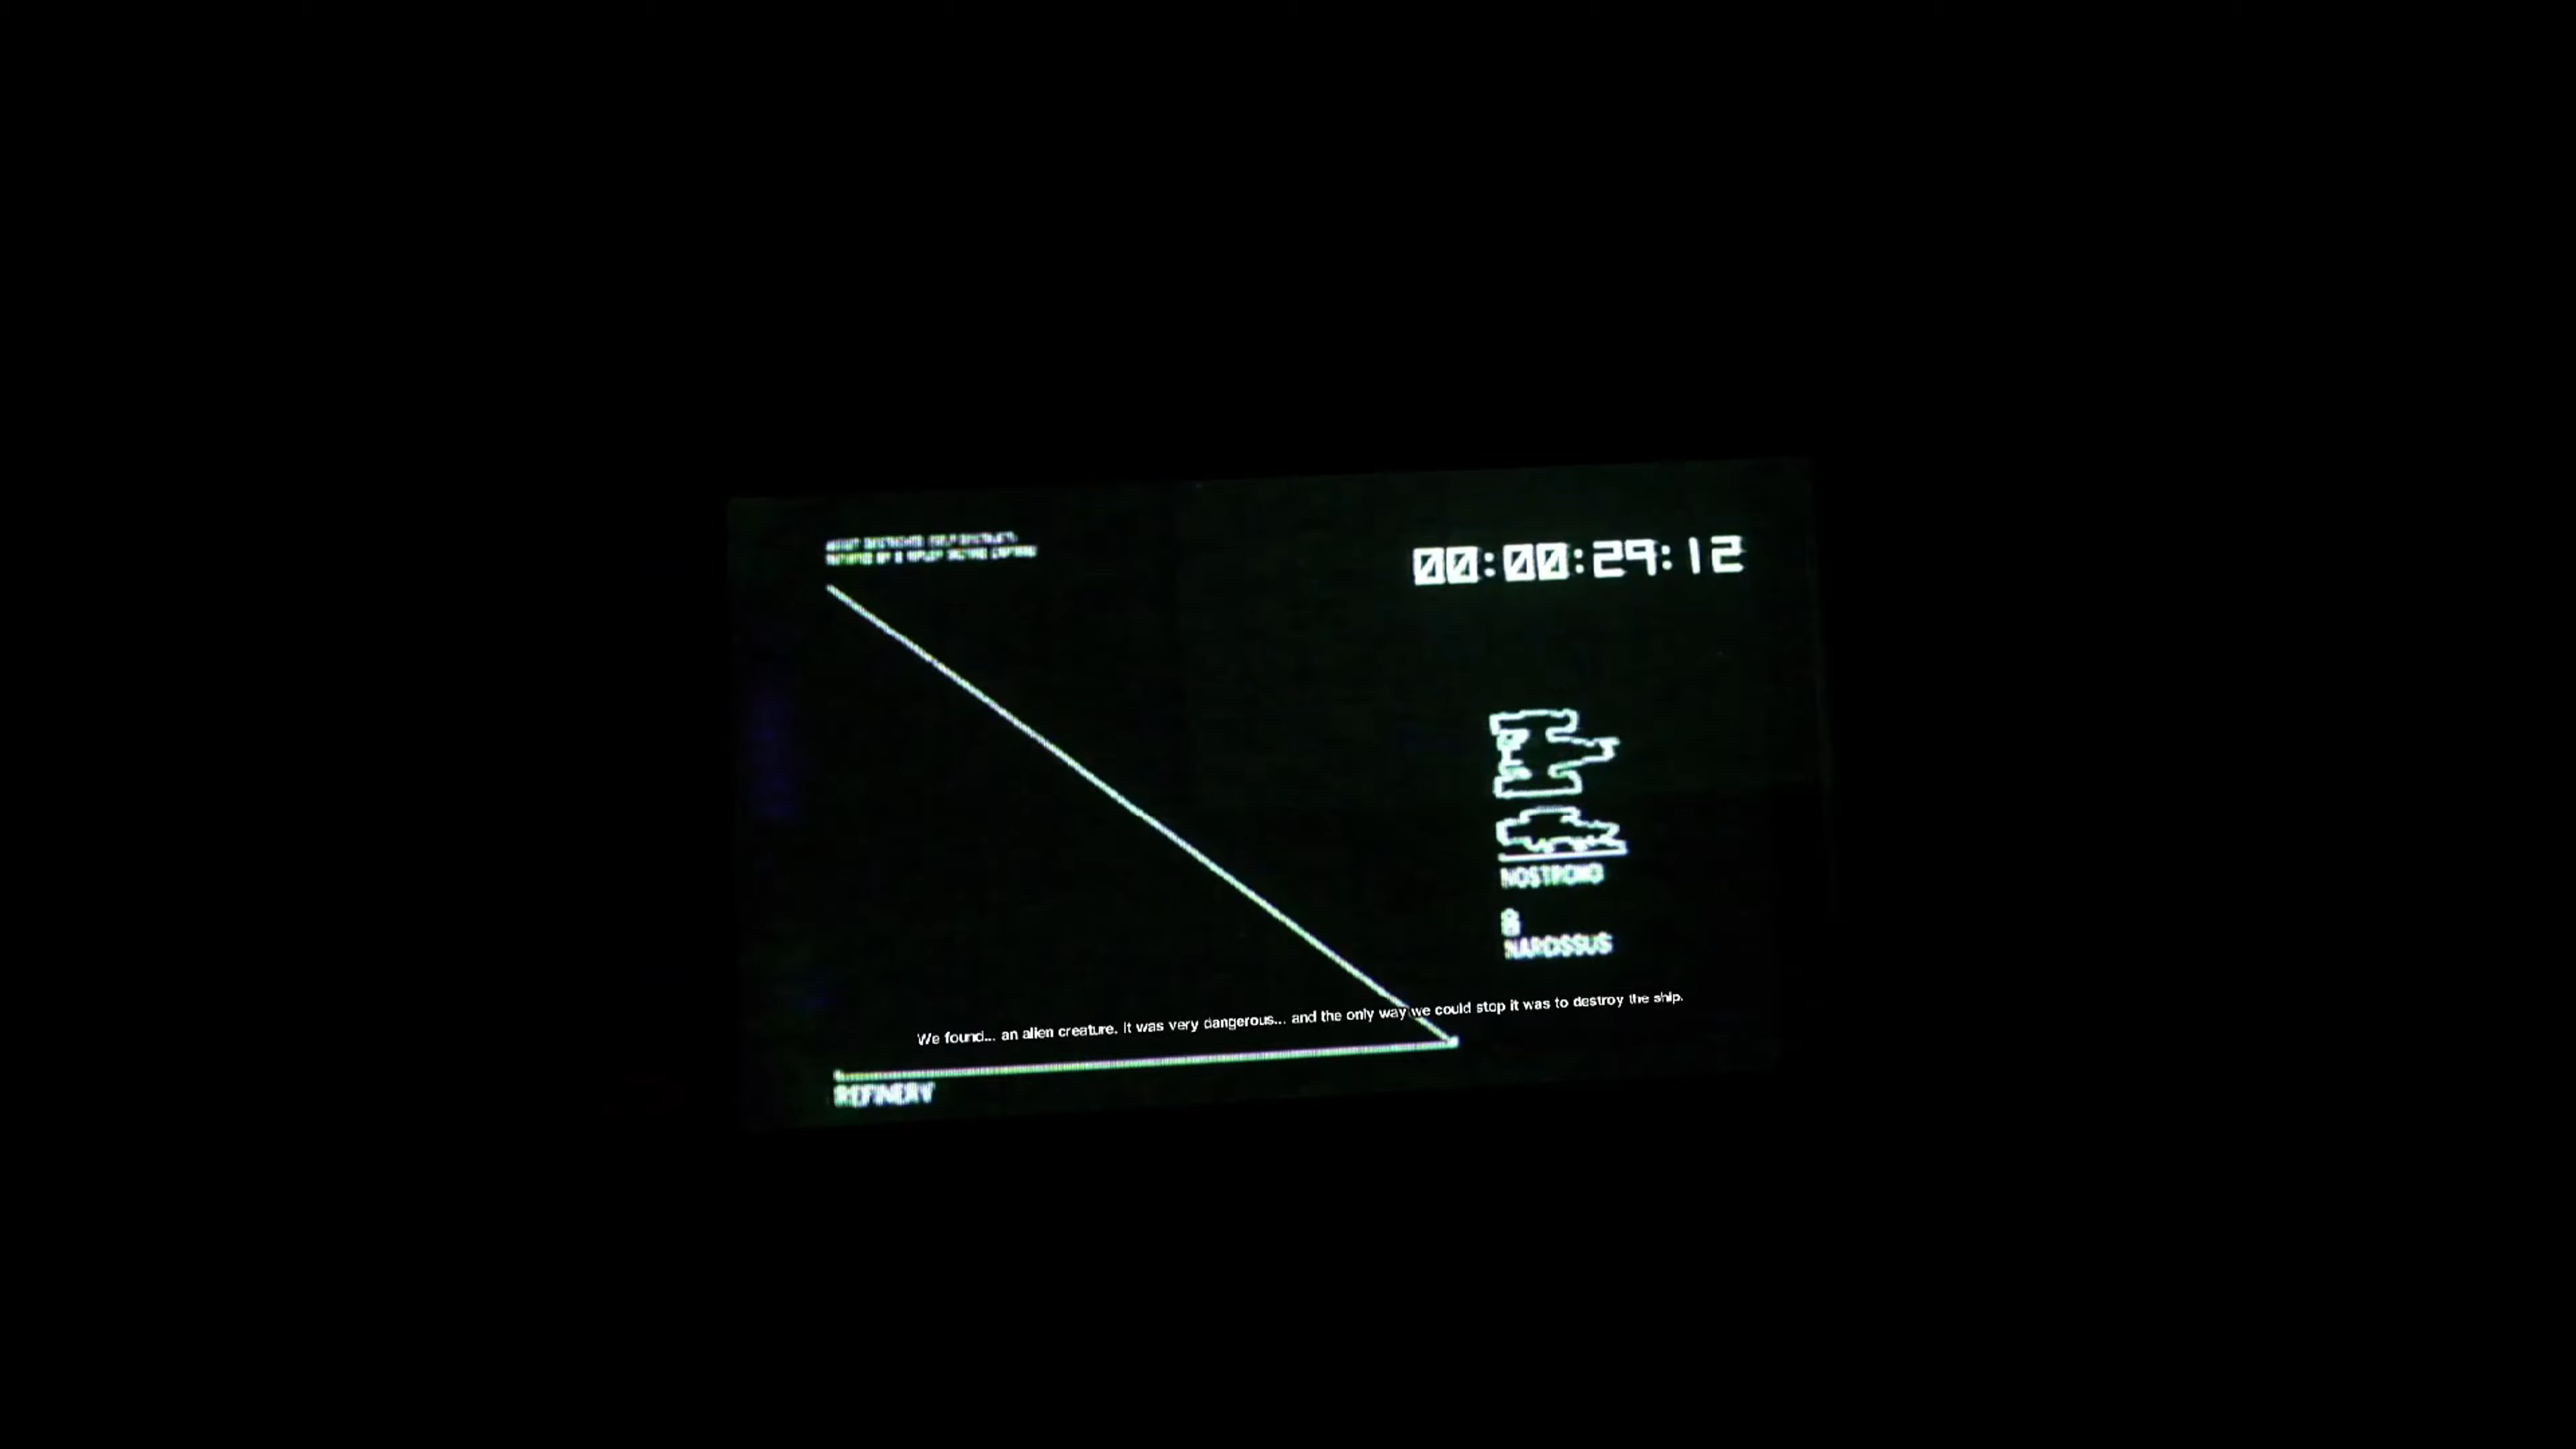 00:00:29:12
NOSTROMO
NARCISSUS
We found... an alien creature. It was very dangerous... and the only way we could stop it was to destroy the ship.
REFINERY